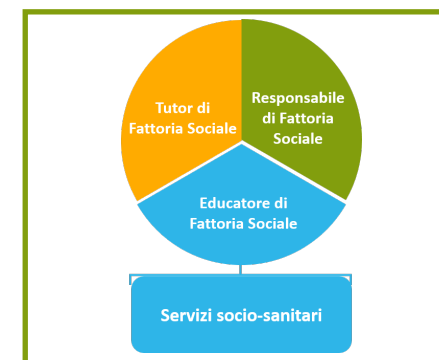 Tutor di
Fattoria Sociale
Responsabile
di Fattoria
Sociale
Educatore di
Fattoria Sociale
Servizi socio-sanitari